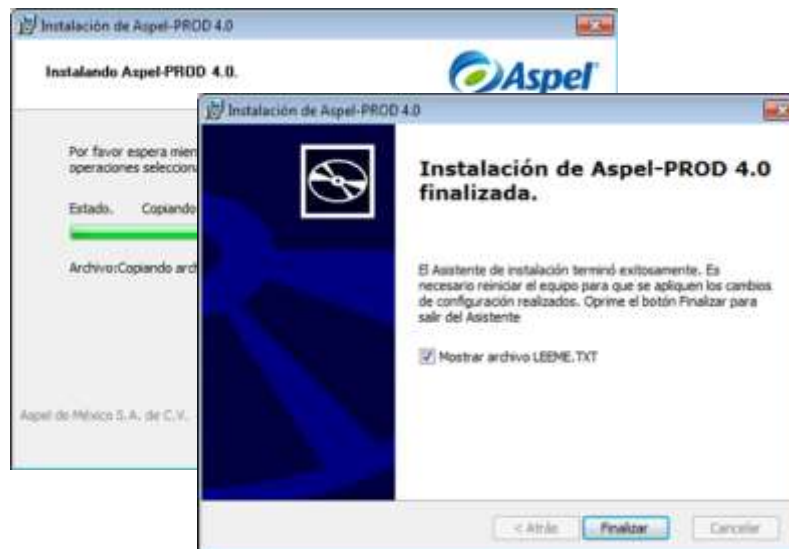 Instalación de Aspel-PROD 4.0
Instalando Aspel-PROD 4.0.
Aspel
Por favor espera mien
operaciones seleccion
Estado. Copiando
Archivo:Copiando arch
Aspel de México S.A. de C.V.
Instalación de Aspel-PROD 4.0
Instalación de Aspel-PROD 4.0
finalizada.
El Asistente de instalación terminó exitosamente. Es
necesario reiniciar el equipo para que se apliquen los cambios
de configuración realizados. Oprime el botón Finalizar para
salir del Asistente
Mostrar archivo LEEME.TXT
< Atrás Finalizar Cancelar